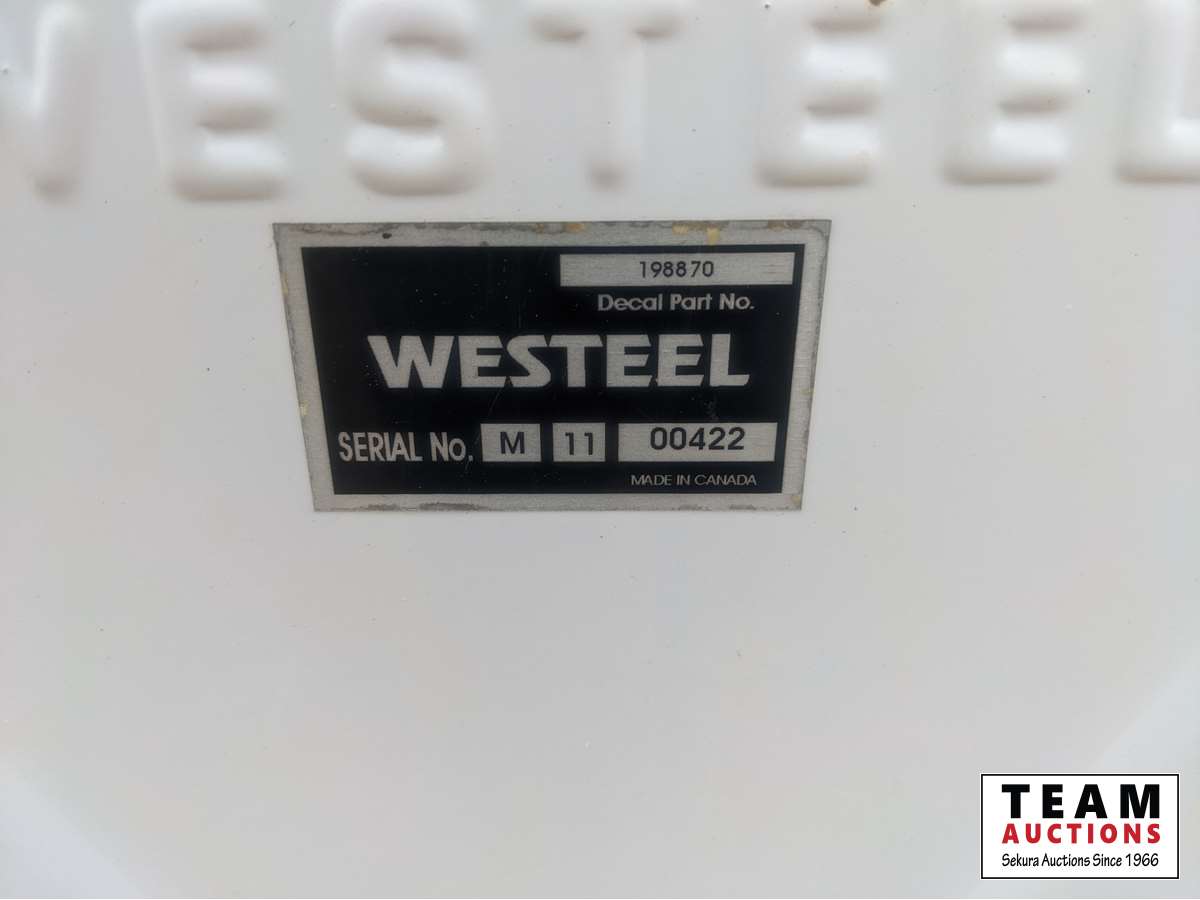 WESTEEL
198870
Decal Part No.
WESTEEL
SERIAL No. M 11 00422
MADE IN CANADA
TEAM
AUCTIONS
Sekura Auctions Since 1966